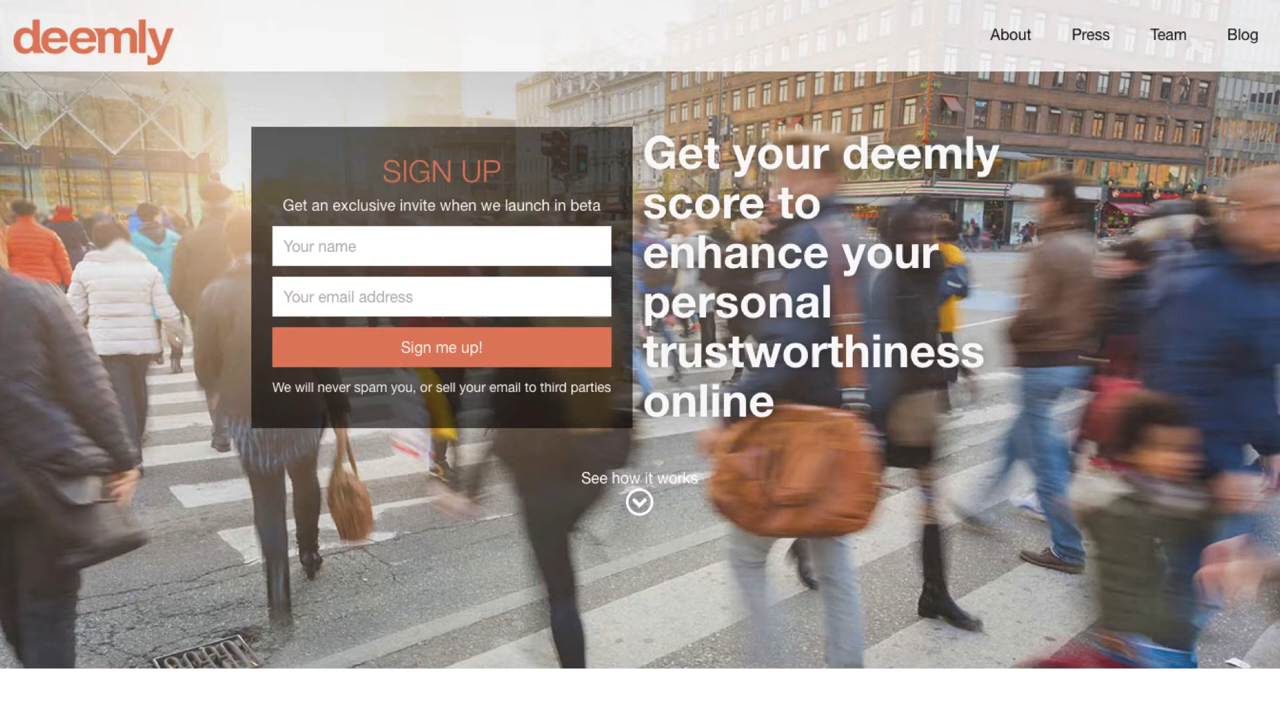 deemly
About
Press
Team
Blog
SIGN UP
Get an exclusive invite when we launch in beta
Your name
Your email address
Sign me up!
We will never spam you, or sell your email to third parties
Get your deemly
score to
enhance your
personal
trustworthiness
online
See how it works